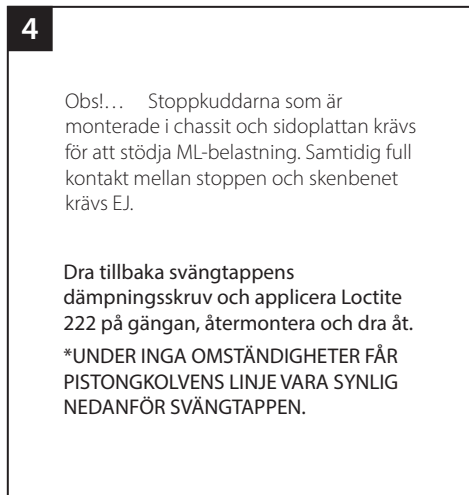 4
Obs!… Stoppkuddarna som är
monterade i chassit och sidoplattan krävs
för att stödja ML-belastning. Samtidig full
kontakt mellan stoppen och skenbenet
krävs EJ.
Dra tillbaka svängtappens
dämpningsskruv och applicera Loctite
222 på gängan, återmontera och dra åt.
*UNDER INGA OMSTÄNDIGHETER FÅR
PISTONGKOLVENS LINJE VARA SYNLIG
NEDANFÖR SVÄNGTAPPEN.